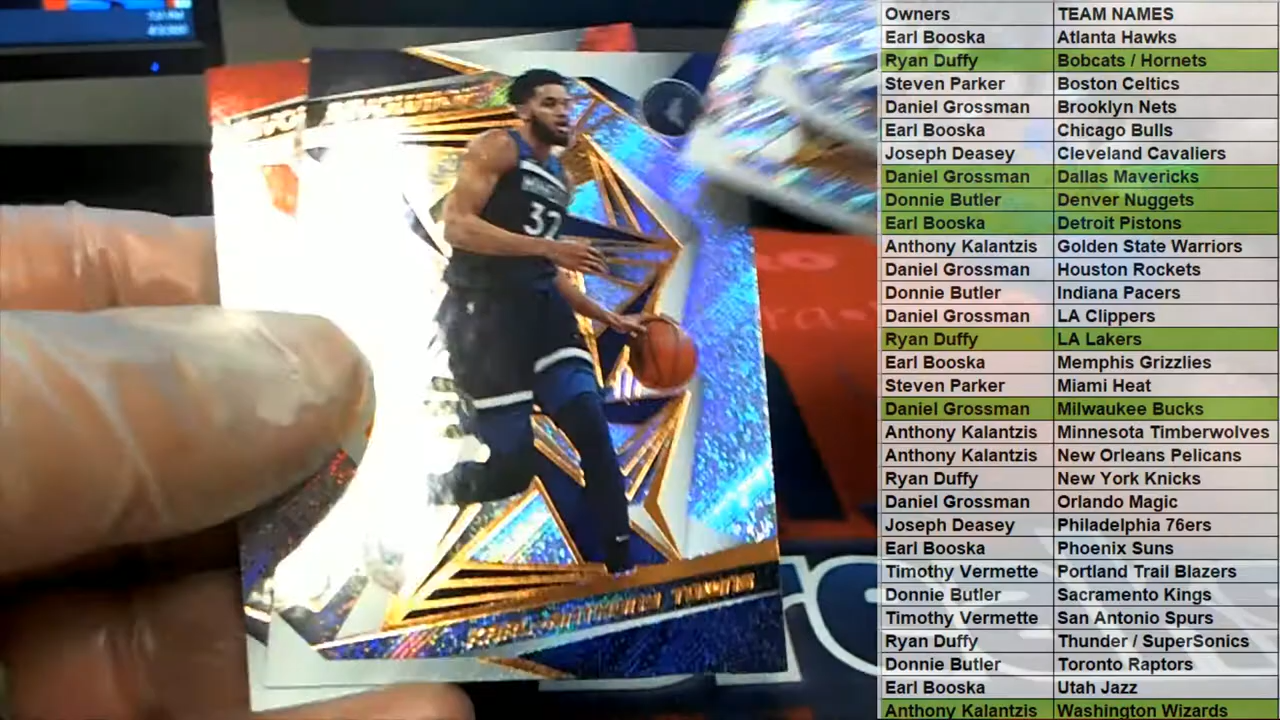 Owners TEAM NAMES
Earl Booska Atlanta Hawks
Ryan Duffy Bobcats / Hornets
Steven Parker Boston Celtics
Daniel Grossman Brooklyn Nets
Earl Booska Chicago Bulls
Joseph Deasey Cleveland Cavaliers
Daniel Grossman Dallas Mavericks
Donnie Butler Denver Nuggets
Earl Booska Detroit Pistons
Anthony Kalantzis Golden State Warriors
Daniel Grossman Houston Rockets
Donnie Butler Indiana Pacers
Daniel Grossman LA Clippers
Ryan Duffy LA Lakers
Earl Booska Memphis Grizzlies
Steven Parker Miami Heat
Daniel Grossman Milwaukee Bucks
Anthony Kalantzis Minnesota Timberwolves
Anthony Kalantzis New Orleans Pelicans
Ryan Duffy New York Knicks
Daniel Grossman Orlando Magic
Joseph Deasey Philadelphia 76ers
Earl Booska Phoenix Suns
Timothy Vermette Portland Trail Blazers
Donnie Butler Sacramento Kings
Timothy Vermette San Antonio Spurs
Ryan Duffy Thunder / SuperSonics
Donnie Butler Toronto Raptors
Earl Booska Utah Jazz
Anthony Kalantzis Washington Wizards
32
KARL-ANTHONY TOWNS